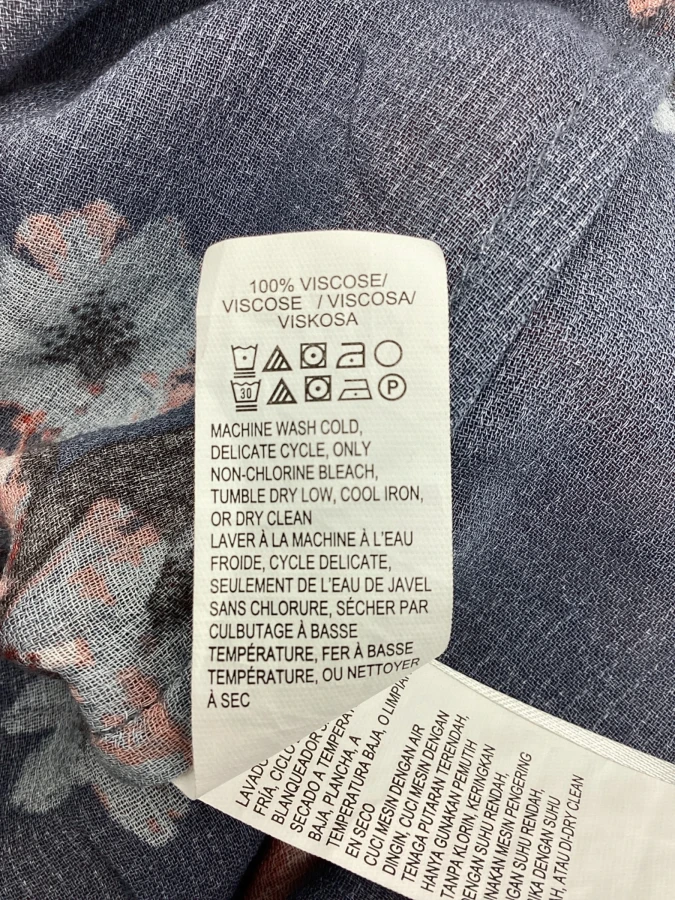 100% VISCOSE/
VISCOSE / VISCOSA/
VISKOSA
30 P
MACHINE WASH COLD,
DELICATE CYCLE, ONLY
NON-CHLORINE BLEACH,
TUMBLE DRY LOW, COOL IRON,
OR DRY CLEAN
LAVER À LA MACHINE À L'EAU
FROIDE, CYCLE DELICATE,
SEULEMENT DE L'EAU DE JAVEL
SANS CHLORURE, SÉCHER PAR
CULBUTAGE À BASSE
TEMPÉRATURE, FER À BASSE
TEMPÉRATURE, OU NETTOYER
À SEC
FRÍA,
BLANQUEADOR
SECADO A
BAJA, PLANCHA, A
TEMPERATURA BAJA, O
EN SECO
CUCI MESIN DENGAN AIR
DINGIN, CUCI MESIN DENGAN
TENAGA PUTARAN TERENDAH,
HANYA GUNAKAN PEMUTIH
TANPA KLORIN, KERINGKAN
DENGAN SUHU RENDAH,
MESIN PENGERING
SUHU RENDAH,
DENGAN SUHU
ATAU DI-DRY CLEAN